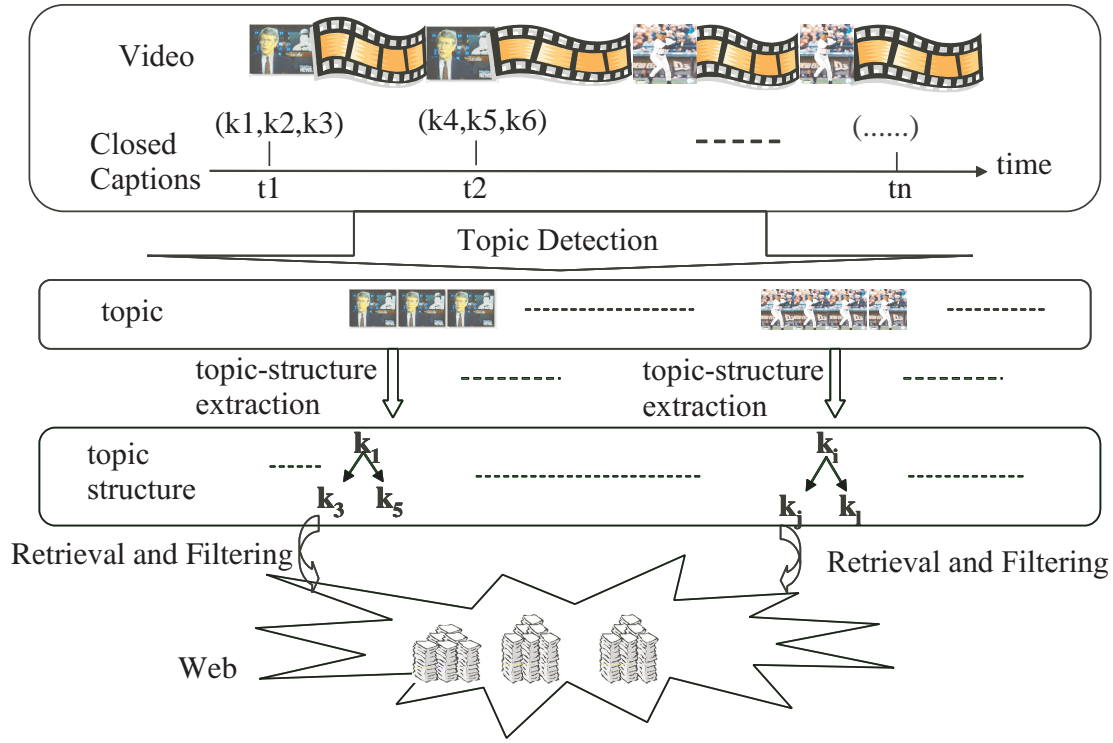 Video
(k1,k2,k3)
(k4,k5,k6)
(......)
Closed
Captions
time
t1
t2
tn
Topic Detection
topic
topic-structure
extraction
topic-structure
extraction
topic
structure
k1
k3
k5
ki
kj
kl
Retrieval and Filtering
Retrieval and Filtering
Web